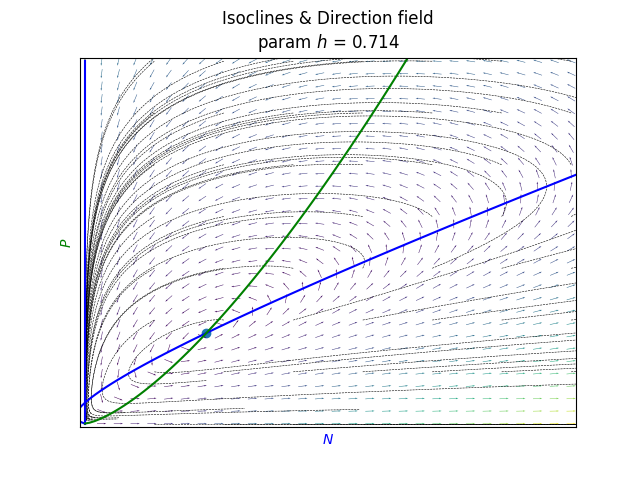 Isoclines & Direction field
param h = 0.714
P
N